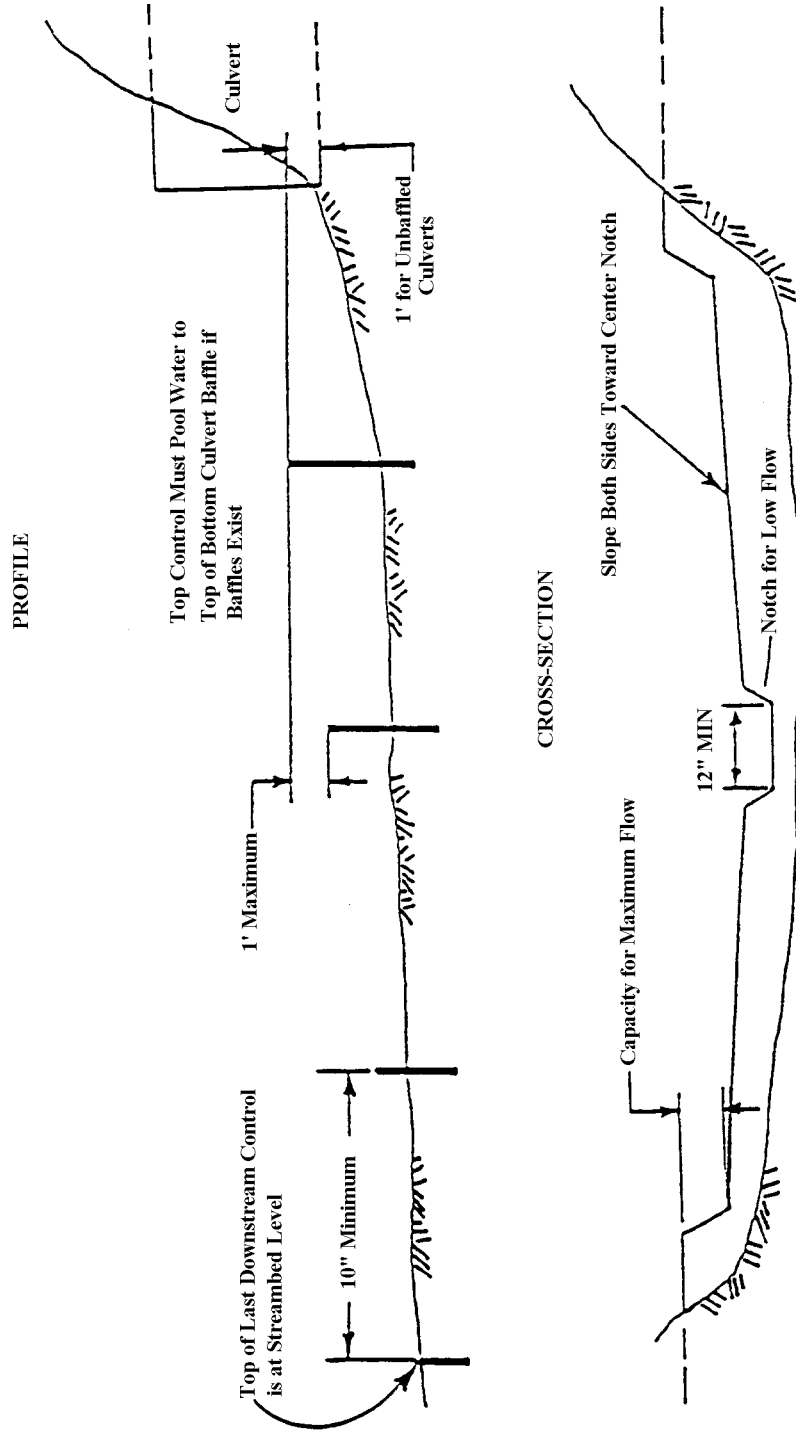 PROFILE
Top Control Must Pool Water to
Top of Bottom Culvert Baffle if
Baffles Exist
Culvert
1' for Unbaffled
Culverts
1' Maximum
Top of Last Downstream Control
is at Streambed Level
10" Minimum
CROSS-SECTION
Slope Both Sides Toward Center Notch
Capacity for Maximum Flow
12" MIN
Notch for Low Flow